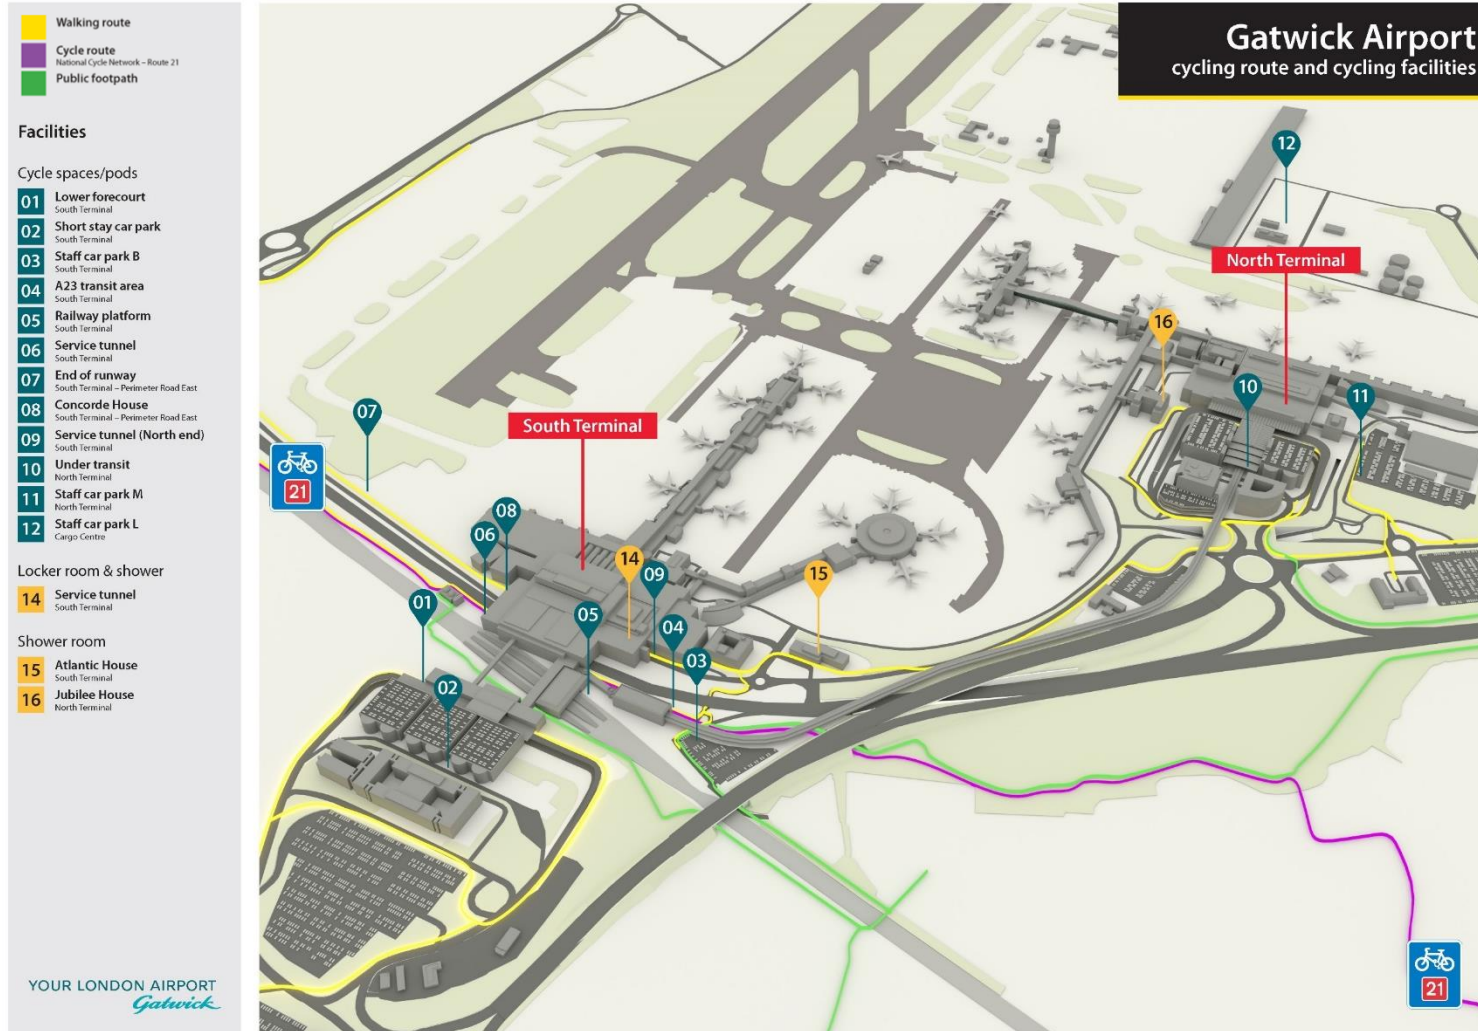 Walking route
Cycle route
National Cycle Network – Route 21
Public footpath
Facilities
Cycle spaces/pods
01 Lower forecourt
South Terminal
02 Short stay car park
South Terminal
03 Staff car park B
South Terminal
04 A23 transit area
South Terminal
05 Railway platform
South Terminal
06 Service tunnel
South Terminal
07 End of runway
South Terminal – Perimeter Road East
08 Concorde House
South Terminal – Perimeter Road East
09 Service tunnel (North end)
South Terminal
10 Under transit
North Terminal
11 Staff car park M
North Terminal
12 Staff car park L
Cargo Centre
Locker room & shower
14 Service tunnel
South Terminal
Shower room
15 Atlantic House
South Terminal
16 Jubilee House
North Terminal
YOUR LONDON AIRPORT
Gatwick
Gatwick Airport
cycling route and cycling facilities
12
North Terminal
16
10
11
07
South Terminal
21
08
06
14
09
15
01
05
04
03
02
21